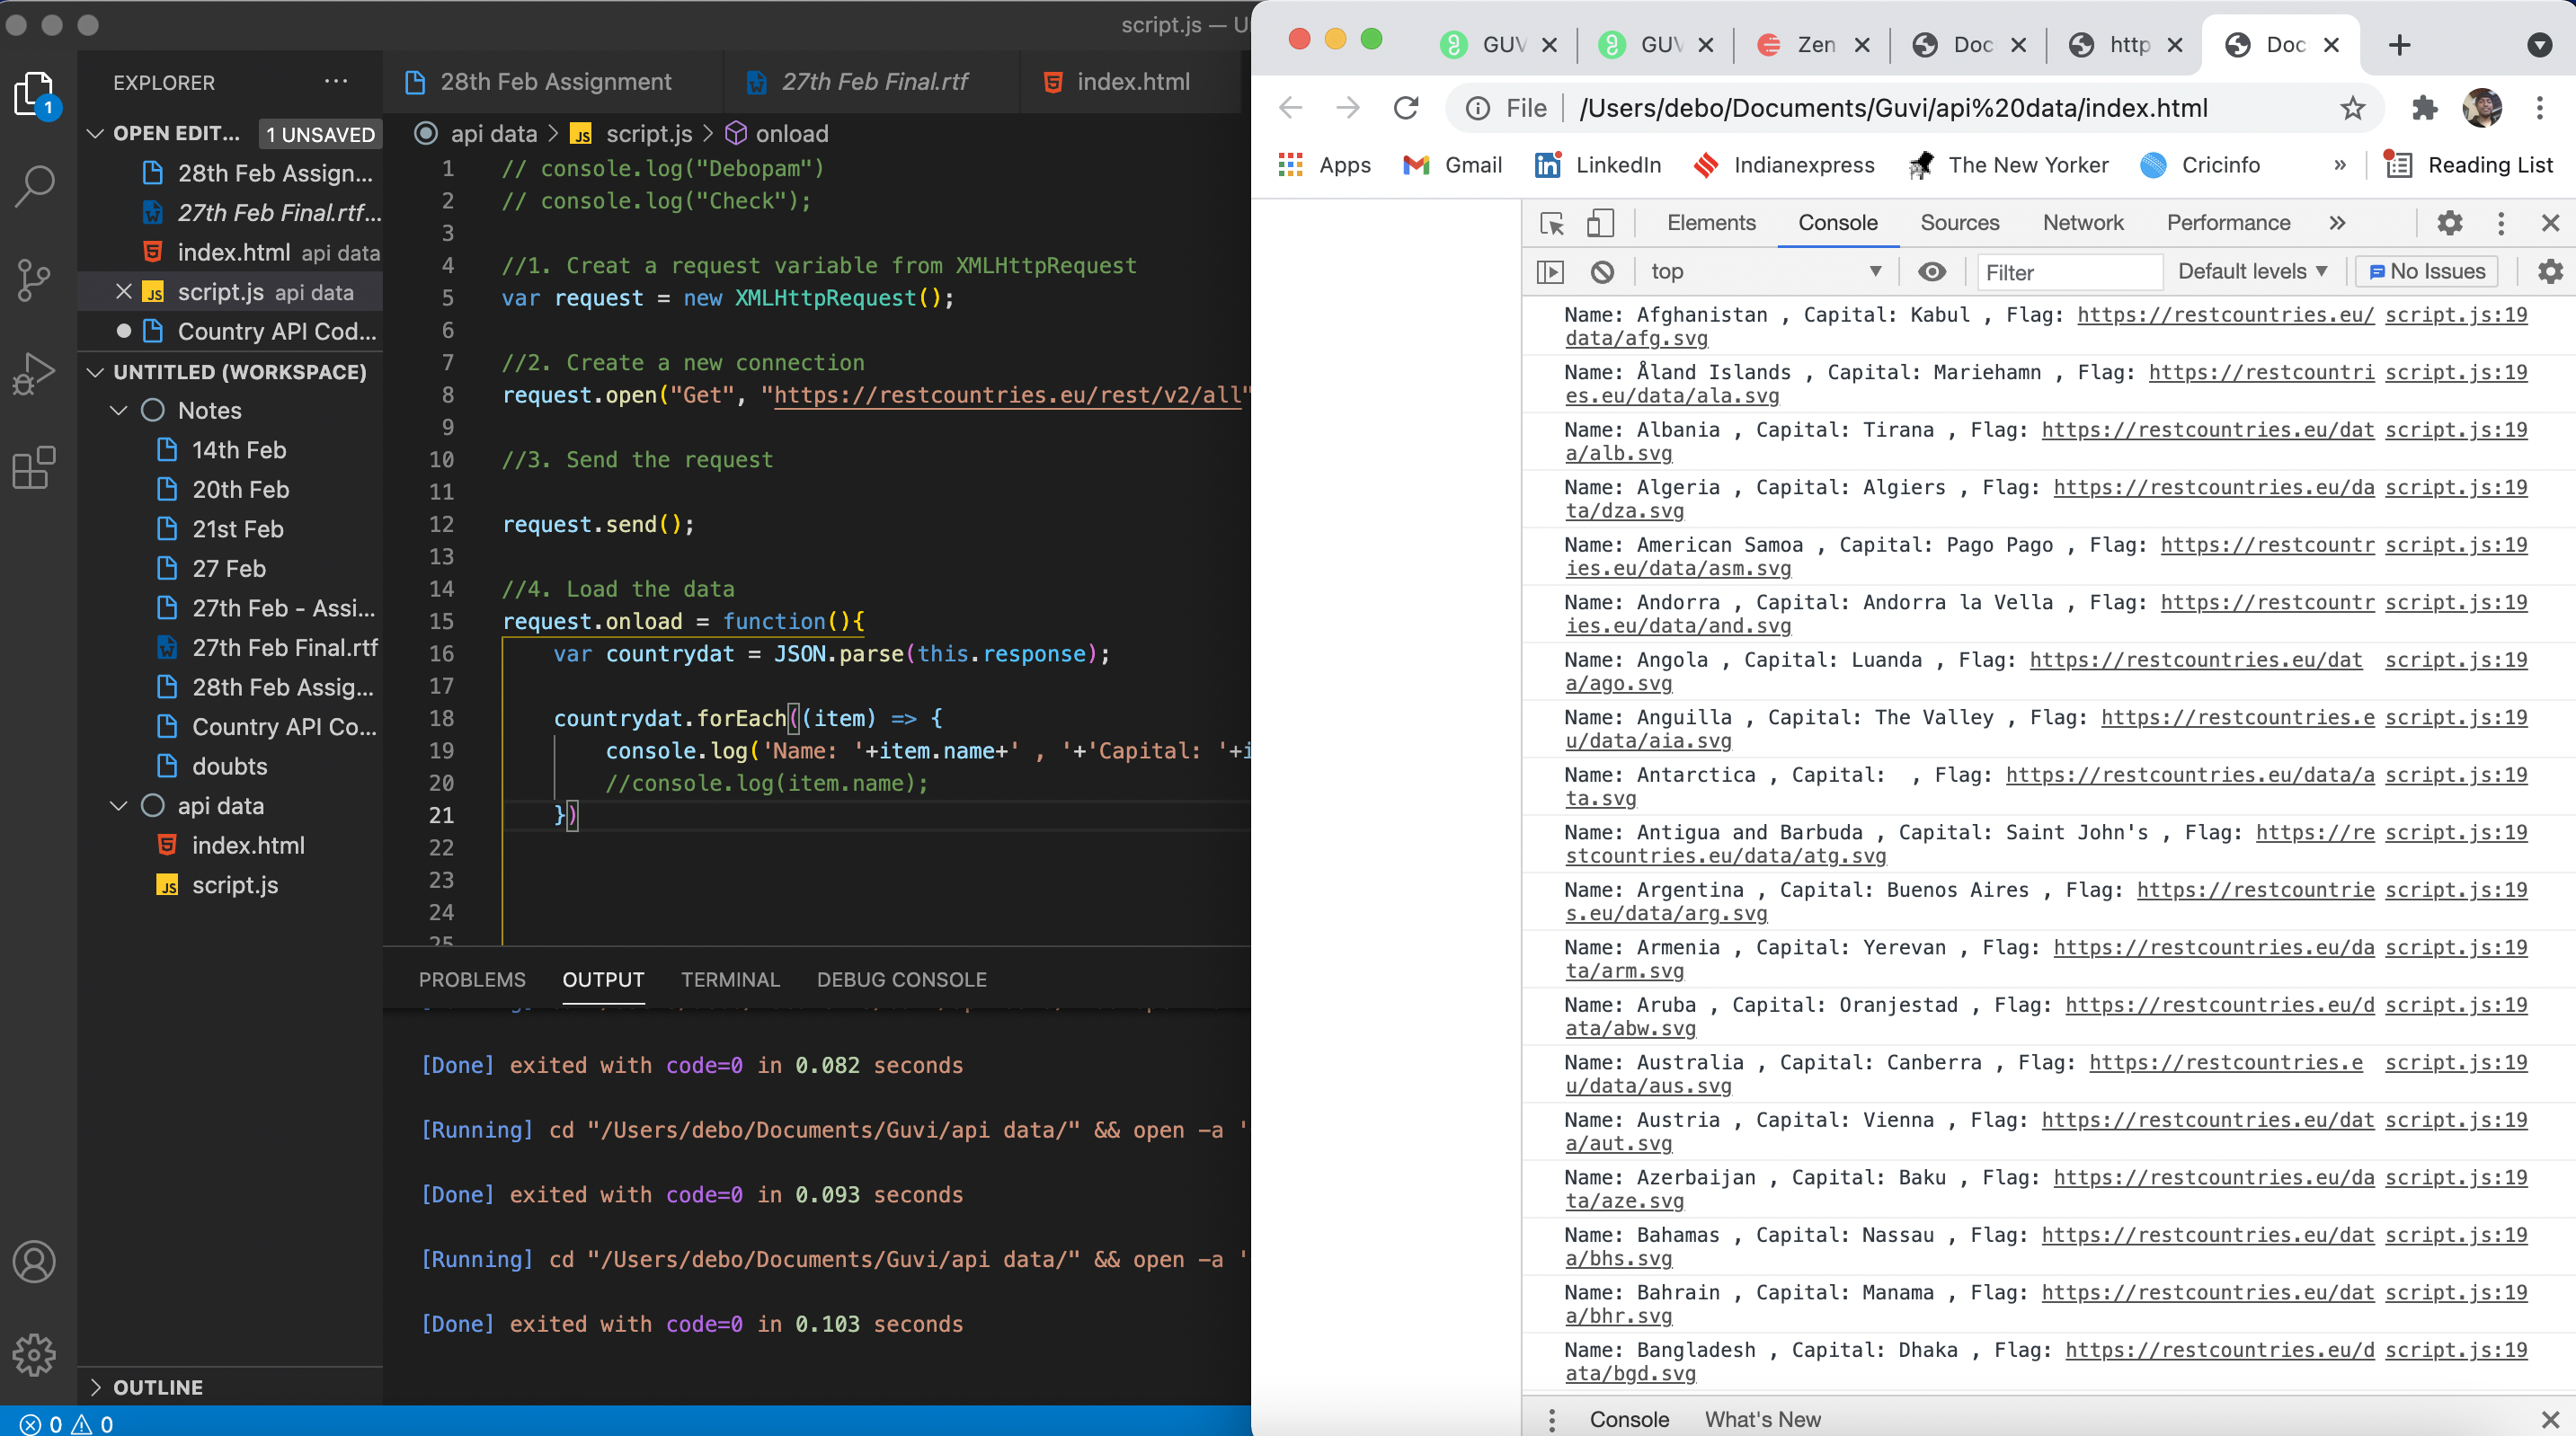 script.js — U
EXPLORER
OPEN EDIT...
1 UNSAVED
28th Feb Assign...
27th Feb Final.rtf...
index.html api data
script.js api data
Country API Cod...
UNTITLED (WORKSPACE)
Notes
14th Feb
20th Feb
21st Feb
27 Feb
27th Feb - Assi...
27th Feb Final.rtf
28th Feb Assig...
Country API Co...
doubts
api data
index.html
script.js
OUTLINE
0 0
28th Feb Assignment
27th Feb Final.rtf
index.html
api data > script.js > onload
1 // console.log("Debopam")
2 // console.log("Check");
3
4 //1. Creat a request variable from XMLHttpRequest
5 var request = new XMLHttpRequest();
6
7 //2. Create a new connection
8 request.open("Get", "https://restcountries.eu/rest/v2/all"
9
10 //3. Send the request
11
12 request.send();
13
14 //4. Load the data
15 request.onload = function(){
16 var countrydat = JSON.parse(this.response);
17
18 countrydat.forEach((item) => {
19 console.log('Name: '+item.name+' , '+'Capital: '+i
20 //console.log(item.name);
21 })
22
23
24
25
PROBLEMS OUTPUT TERMINAL DEBUG CONSOLE
[Done] exited with code=0 in 0.082 seconds
[Running] cd "/Users/debo/Documents/Guvi/api data/" && open -a '
[Done] exited with code=0 in 0.093 seconds
[Running] cd "/Users/debo/Documents/Guvi/api data/" && open -a '
[Done] exited with code=0 in 0.103 seconds
GUV GUV Zen Doc http Doc
File /Users/debo/Documents/Guvi/api%20data/index.html
Apps Gmail LinkedIn Indianexpress The New Yorker Cricinfo » Reading List
Elements Console Sources Network Performance »
top Filter Default levels No Issues
Name: Afghanistan , Capital: Kabul , Flag: https://restcountries.eu/ script.js:19
data/afg.svg
Name: Åland Islands , Capital: Mariehamn , Flag: https://restcountri script.js:19
es.eu/data/ala.svg
Name: Albania , Capital: Tirana , Flag: https://restcountries.eu/dat script.js:19
a/alb.svg
Name: Algeria , Capital: Algiers , Flag: https://restcountries.eu/da script.js:19
ta/dza.svg
Name: American Samoa , Capital: Pago Pago , Flag: https://restcountr script.js:19
ies.eu/data/asm.svg
Name: Andorra , Capital: Andorra la Vella , Flag: https://restcountr script.js:19
ies.eu/data/and.svg
Name: Angola , Capital: Luanda , Flag: https://restcountries.eu/dat script.js:19
a/ago.svg
Name: Anguilla , Capital: The Valley , Flag: https://restcountries.e script.js:19
u/data/aia.svg
Name: Antarctica , Capital:  , Flag: https://restcountries.eu/data/a script.js:19
ta.svg
Name: Antigua and Barbuda , Capital: Saint John's , Flag: https://re script.js:19
stcountries.eu/data/atg.svg
Name: Argentina , Capital: Buenos Aires , Flag: https://restcountrie script.js:19
s.eu/data/arg.svg
Name: Armenia , Capital: Yerevan , Flag: https://restcountries.eu/da script.js:19
ta/arm.svg
Name: Aruba , Capital: Oranjestad , Flag: https://restcountries.eu/d script.js:19
ata/abw.svg
Name: Australia , Capital: Canberra , Flag: https://restcountries.e script.js:19
u/data/aus.svg
Name: Austria , Capital: Vienna , Flag: https://restcountries.eu/dat script.js:19
a/aut.svg
Name: Azerbaijan , Capital: Baku , Flag: https://restcountries.eu/da script.js:19
ta/aze.svg
Name: Bahamas , Capital: Nassau , Flag: https://restcountries.eu/dat script.js:19
a/bhs.svg
Name: Bahrain , Capital: Manama , Flag: https://restcountries.eu/dat script.js:19
a/bhr.svg
Name: Bangladesh , Capital: Dhaka , Flag: https://restcountries.eu/d script.js:19
ata/bgd.svg
Console What's New